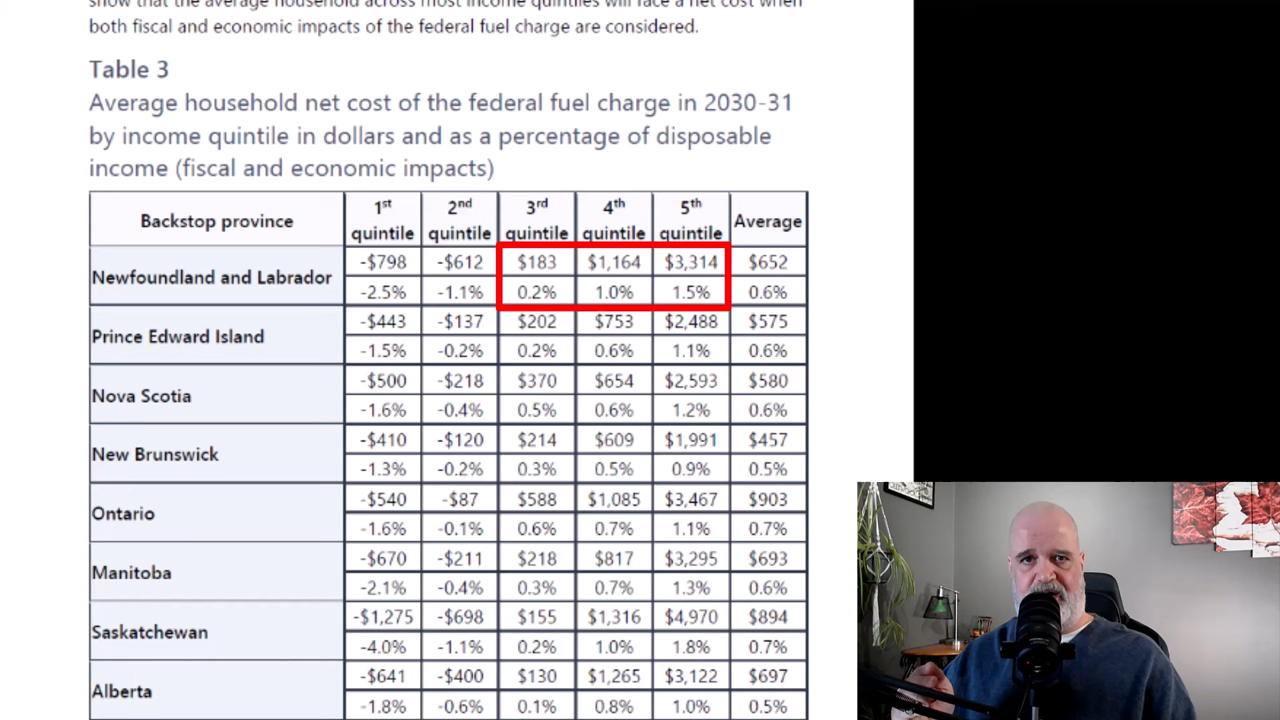 show that the average household across most income quintiles will face a net cost when
both fiscal and economic impacts of the federal fuel charge are considered.
Table 3
Average household net cost of the federal fuel charge in 2030-31
by income quintile in dollars and as a percentage of disposable
income (fiscal and economic impacts)
Backstop province 1st quintile 2nd quintile 3rd quintile 4th quintile 5th quintile Average
Newfoundland and Labrador -$798 -$612 $183 $1,164 $3,314 $652
-2.5% -1.1% 0.2% 1.0% 1.5% 0.6%
Prince Edward Island -$443 -$137 $202 $753 $2,488 $575
-1.5% -0.2% 0.2% 0.6% 1.1% 0.6%
Nova Scotia -$500 -$218 $370 $654 $2,593 $580
-1.6% -0.4% 0.5% 0.6% 1.2% 0.6%
New Brunswick -$410 -$120 $214 $609 $1,991 $457
-1.3% -0.2% 0.3% 0.5% 0.9% 0.5%
Ontario -$540 -$87 $588 $1,085 $3,467 $903
-1.6% -0.1% 0.6% 0.7% 1.1% 0.7%
Manitoba -$670 -$211 $218 $817 $3,295 $693
-2.1% -0.4% 0.3% 0.7% 1.3% 0.6%
Saskatchewan -$1,275 -$698 $155 $1,316 $4,970 $894
-4.0% -1.1% 0.2% 1.0% 1.8% 0.7%
Alberta -$641 -$400 $130 $1,265 $3,122 $697
-1.8% -0.6% 0.1% 0.8% 1.0% 0.5%